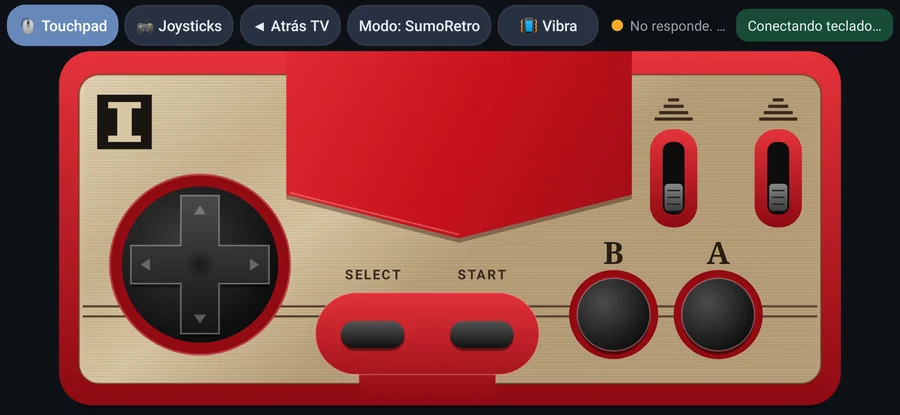 Touchpad
Joysticks
◄ Atrás TV
Modo: SumoRetro
Vibra
No responde. …
Conectando teclado…
I
SELECT
START
B
A